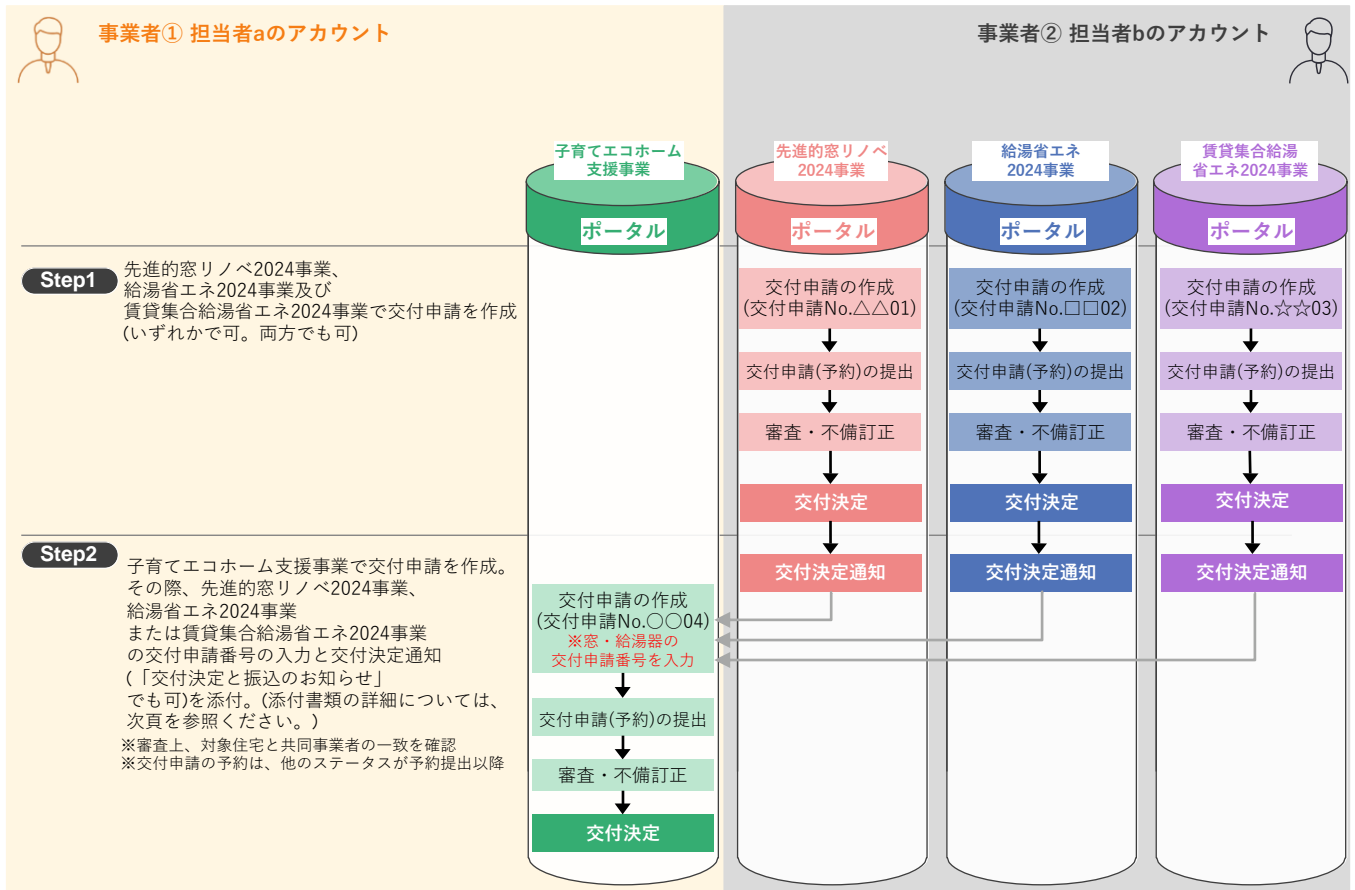 事業者① 担当者aのアカウント
事業者② 担当者bのアカウント
子育てエコホーム
支援事業
先進的窓リノベ
2024事業
給湯省エネ
2024事業
賃貸集合給湯
省エネ2024事業
ポータル
ポータル
ポータル
ポータル
Step1
先進的窓リノベ2024事業、
給湯省エネ2024事業及び
賃貸集合給湯省エネ2024事業で交付申請を作成
(いずれかで可。両方でも可)
交付申請の作成
(交付申請No.△△01)
交付申請(予約)の提出
審査・不備訂正
交付決定
交付決定通知
交付申請の作成
(交付申請No.□□02)
交付申請(予約)の提出
審査・不備訂正
交付決定
交付決定通知
交付申請の作成
(交付申請No.☆☆03)
交付申請(予約)の提出
審査・不備訂正
交付決定
交付決定通知
Step2
子育てエコホーム支援事業で交付申請を作成。
その際、先進的窓リノベ2024事業、
給湯省エネ2024事業
または賃貸集合給湯省エネ2024事業
の交付申請番号の入力と交付決定通知
(「交付決定と振込のお知らせ」
でも可)を添付。(添付書類の詳細については、
次頁を参照ください。)
※審査上、対象住宅と共同事業者の一致を確認
※交付申請の予約は、他のステータスが予約提出以降
交付申請の作成
(交付申請No.○○04)
※窓・給湯器の
交付申請番号を入力
交付申請(予約)の提出
審査・不備訂正
交付決定